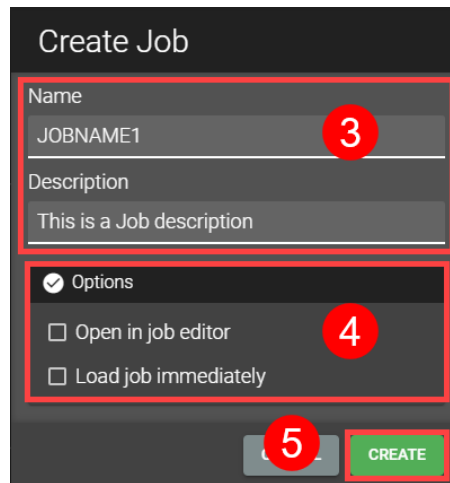 Create Job
Name
JOBNAME1
3
Description
This is a Job description
Options
Open in job editor
4
Load job immediately
5
CREATE